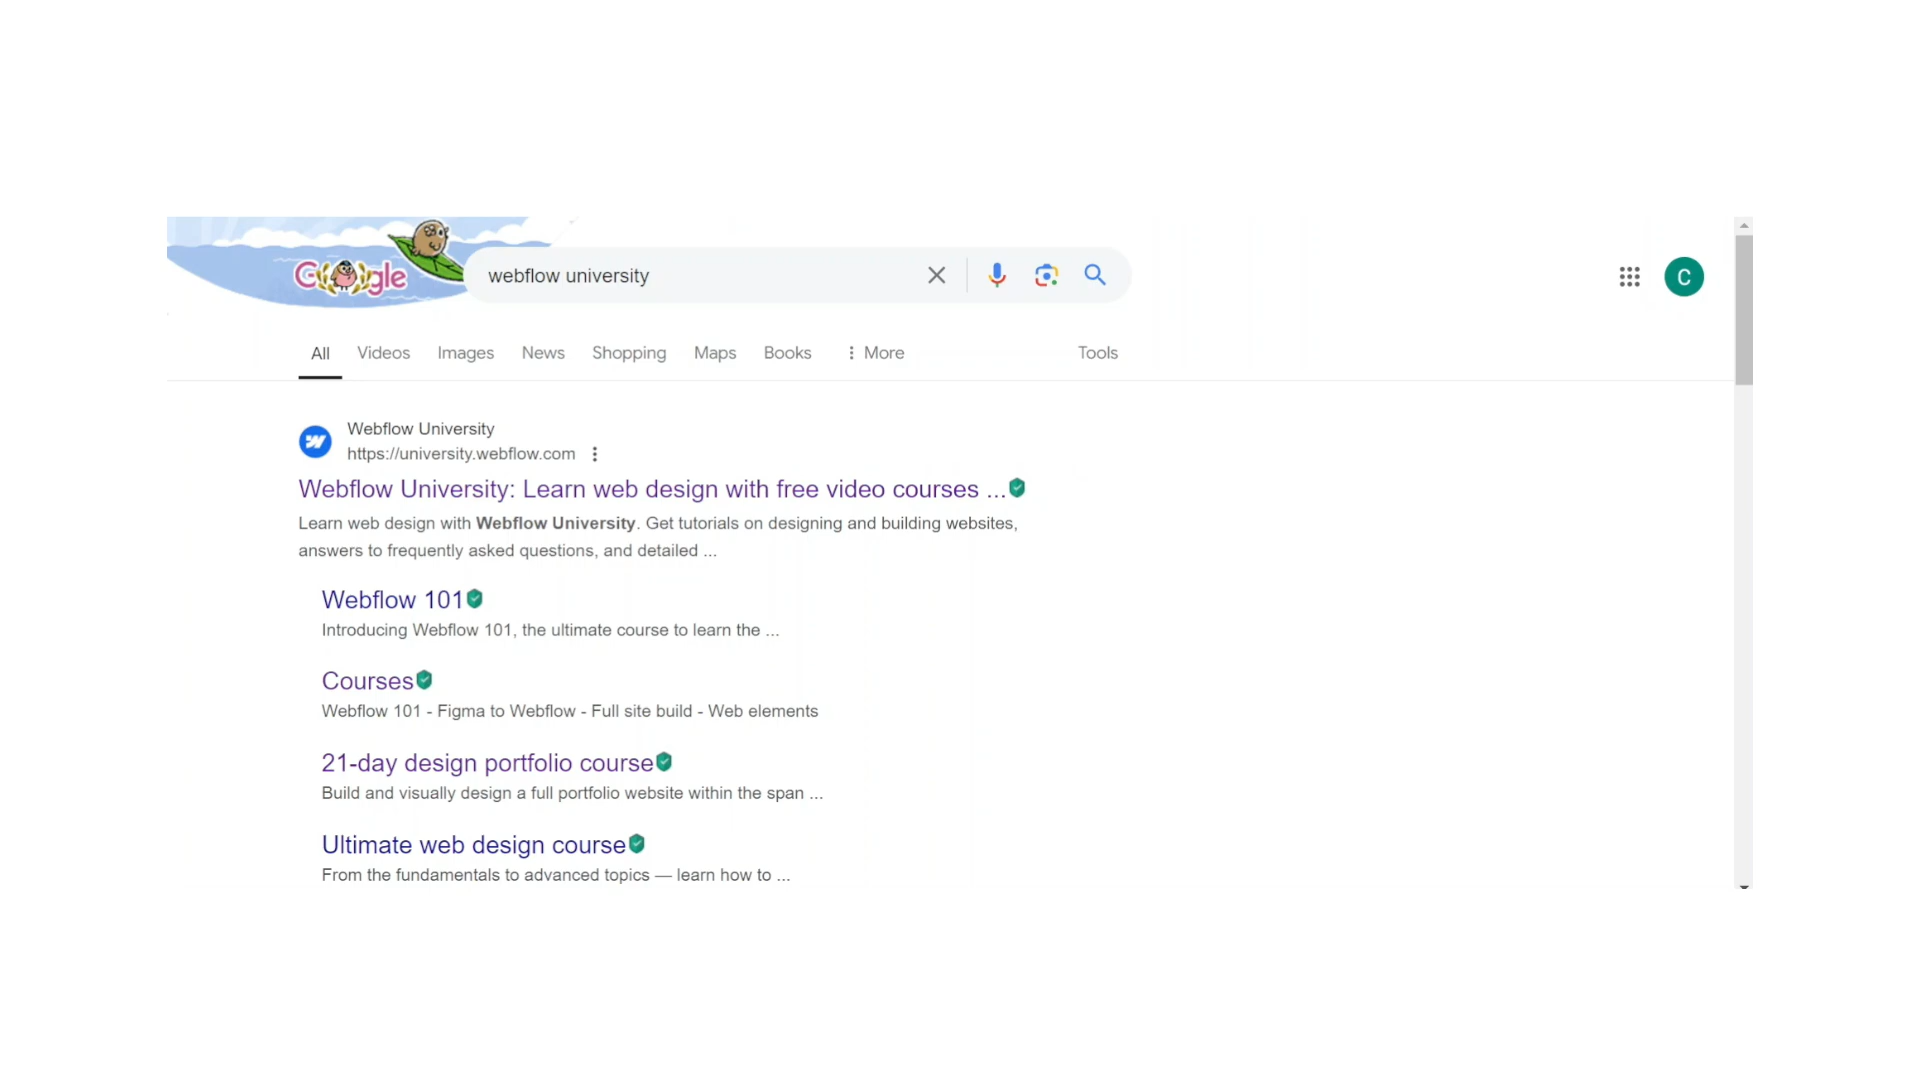 Google
webflow university
All Videos Images News Shopping Maps Books More Tools
C
Webflow University
https://university.webflow.com
Webflow University: Learn web design with free video courses ...
Learn web design with Webflow University. Get tutorials on designing and building websites,
answers to frequently asked questions, and detailed ...
Webflow 101
Introducing Webflow 101, the ultimate course to learn the ...
Courses
Webflow 101 - Figma to Webflow - Full site build - Web elements
21-day design portfolio course
Build and visually design a full portfolio website within the span ...
Ultimate web design course
From the fundamentals to advanced topics — learn how to ...